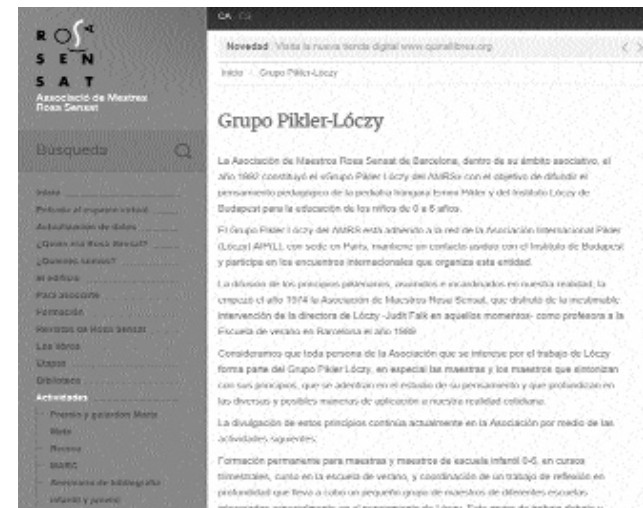 CA ES
ROSA
SENSAT
Associació de Mestres
Rosa Sensat
Búsqueda
Inicio
Actualización de datos
¿Quién era Rosa Sensat?
¿Quiénes somos?
El edificio
Para asociarte
Formación
Revistas de Rosa Sensat
Los libros
Biblioteca
Actividades
Premio y galardón Marta
Mata
infantil y juvenil
Novedad Visita la nueva tienda digital www.quinallibres.org
Inicio Grupo Pikler-Lóczy
Grupo Pikler-Lóczy
La Asociación de Maestros Rosa Sensat de Barcelona, dentro de su ámbito asociativo, el
año 1992 constituyó el «Grupo Pikler Lóczy del AMRS» con el objetivo de difundir el
pensamiento pedagógico de la pediatra húngara Emmi Pikler y del Instituto Lóczy de
Budapest para la educación de los niños de 0 a 6 años.
El Grupo Pikler Lóczy del AMRS está adherido a la red de la Asociación Internacional Pikler
(Lóczy) AIP(L), con sede en París, mantiene un contacto asiduo con el Instituto de Budapest
y participa en los encuentros internacionales que organiza esta entidad.
La difusión de los principios piklerianos, asumidos e incardinados en nuestra realidad, la
empezó el año 1974 la Asociación de Maestros Rosa Sensat, que disfrutó de la inestimable
intervención de la directora de Lóczy -Judit Falk en aquellos momentos- como profesora a la
Escuela de verano en Barcelona el año 1989.
Consideramos que toda persona de la Asociación que se interese por el trabajo de Lóczy
forma parte del Grupo Pikler Lóczy, en especial las maestras y los maestros que sintonizan
con sus principios, que se adentran en el estudio de su pensamiento y que profundizan en
las diversas y posibles maneras de aplicación a nuestra realidad cotidiana.
La divulgación de estos principios continúa actualmente en la Asociación por medio de las
actividades siguientes:
Formación permanente para maestras y maestros de escuela infantil 0-6, en cursos
trimestrales, curso en la escuela de verano, y coordinación de un trabajo de reflexión en
profundidad que lleva a cabo un pequeño grupo de maestros de diferentes escuelas